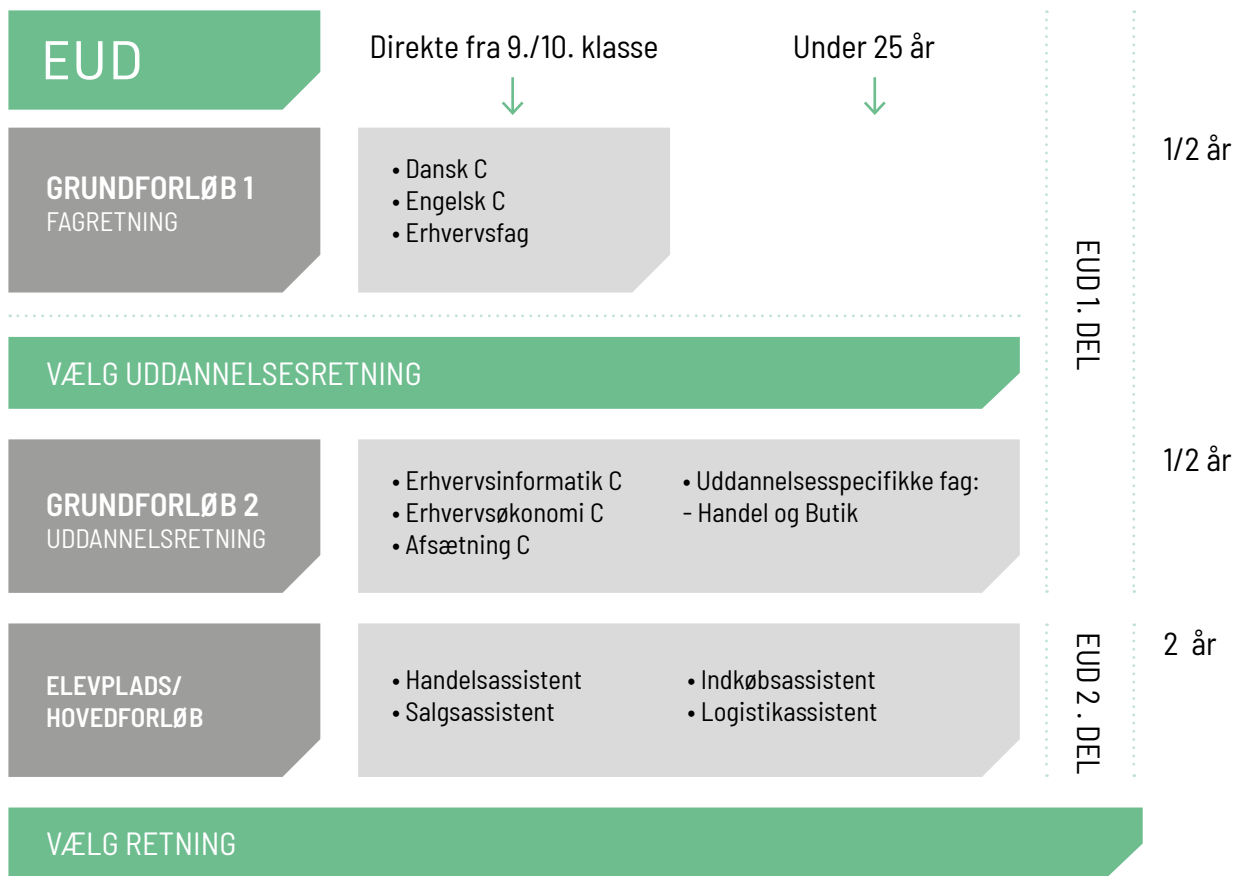 EUD
Direkte fra 9./10. klasse
Under 25 år
GRUNDFORLØB 1
FAGRETNING
• Dansk C
• Engelsk C
• Erhvervsfag
1/2 år
EUD 1. DEL
VÆLG UDDANNELSESRETNING
GRUNDFORLØB 2
UDDANNELSRETNING
• Erhvervsinformatik C
• Erhvervsøkonomi C
• Afsætning C
• Uddannelsesspecifikke fag:
- Handel og Butik
1/2 år
ELEVPLADS/
HOVEDFORLØB
• Handelsassistent
• Salgsassistent
• Indkøbsassistent
• Logistikassistent
EUD 2 . DEL
2 år
VÆLG RETNING